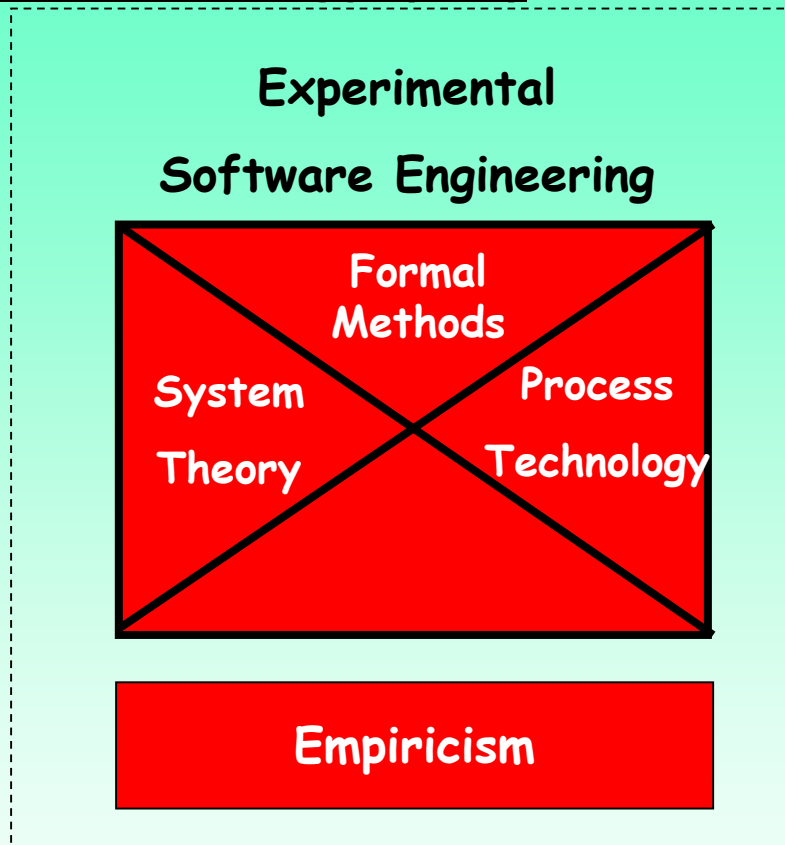 Experimental
Software Engineering
Formal
Methods
System
Theory
Process
Technology
Empiricism